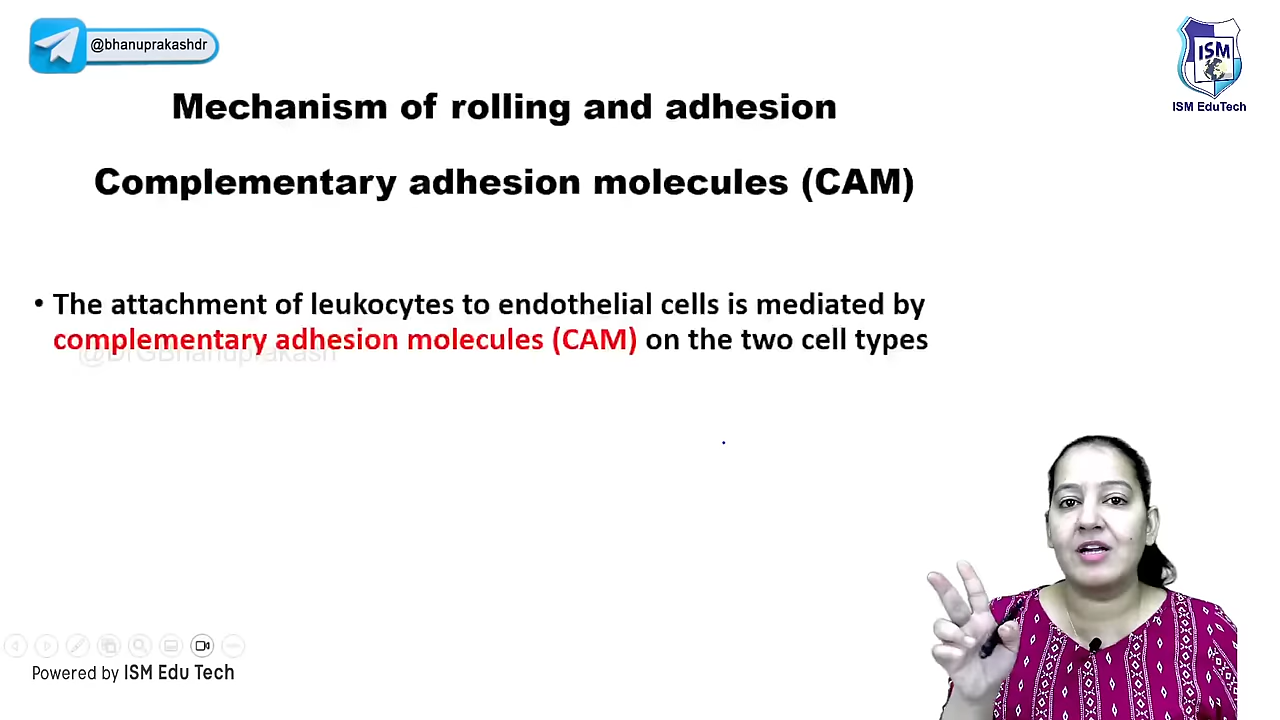 @bhanuprakashdr
ISM
ISM EduTech
Mechanism of rolling and adhesion
Complementary adhesion molecules (CAM)
• The attachment of leukocytes to endothelial cells is mediated by
complementary adhesion molecules (CAM) on the two cell types
@DrGBhanuprakash
Powered by ISM Edu Tech